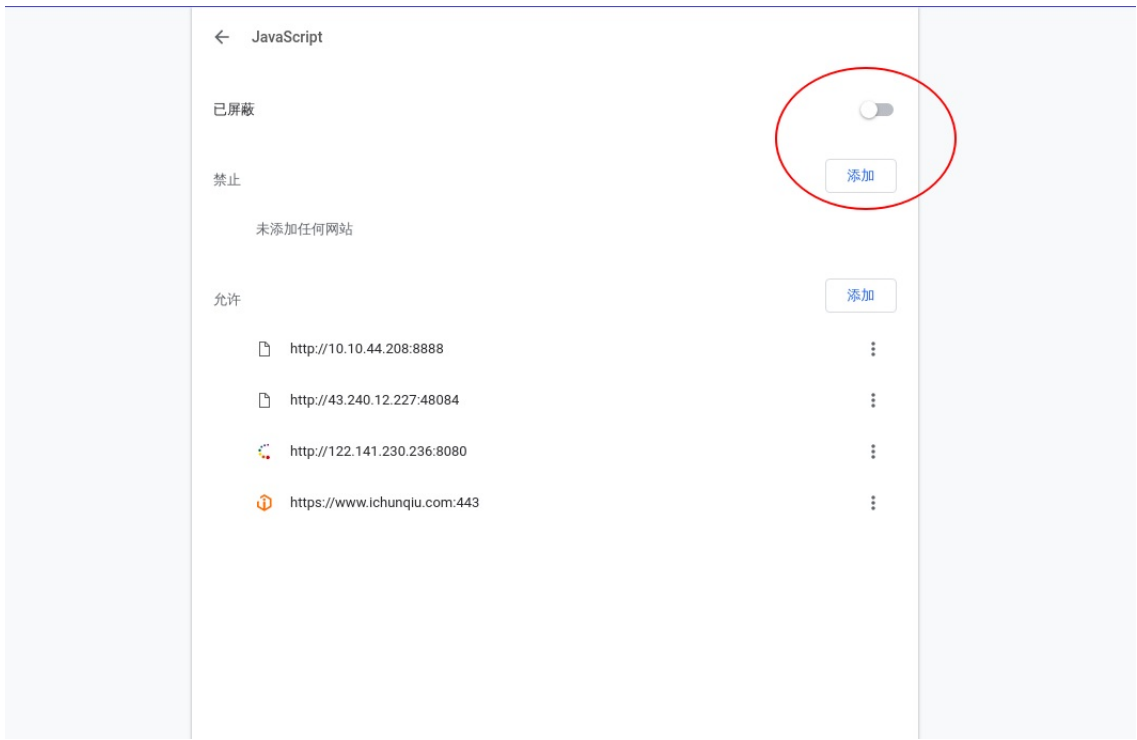 JavaScript
已屏蔽
禁止
添加
未添加任何网站
允许
添加
http://10.10.44.208:8888
http://43.240.12.227:48084
http://122.141.230.236:8080
https://www.ichunqiu.com:443